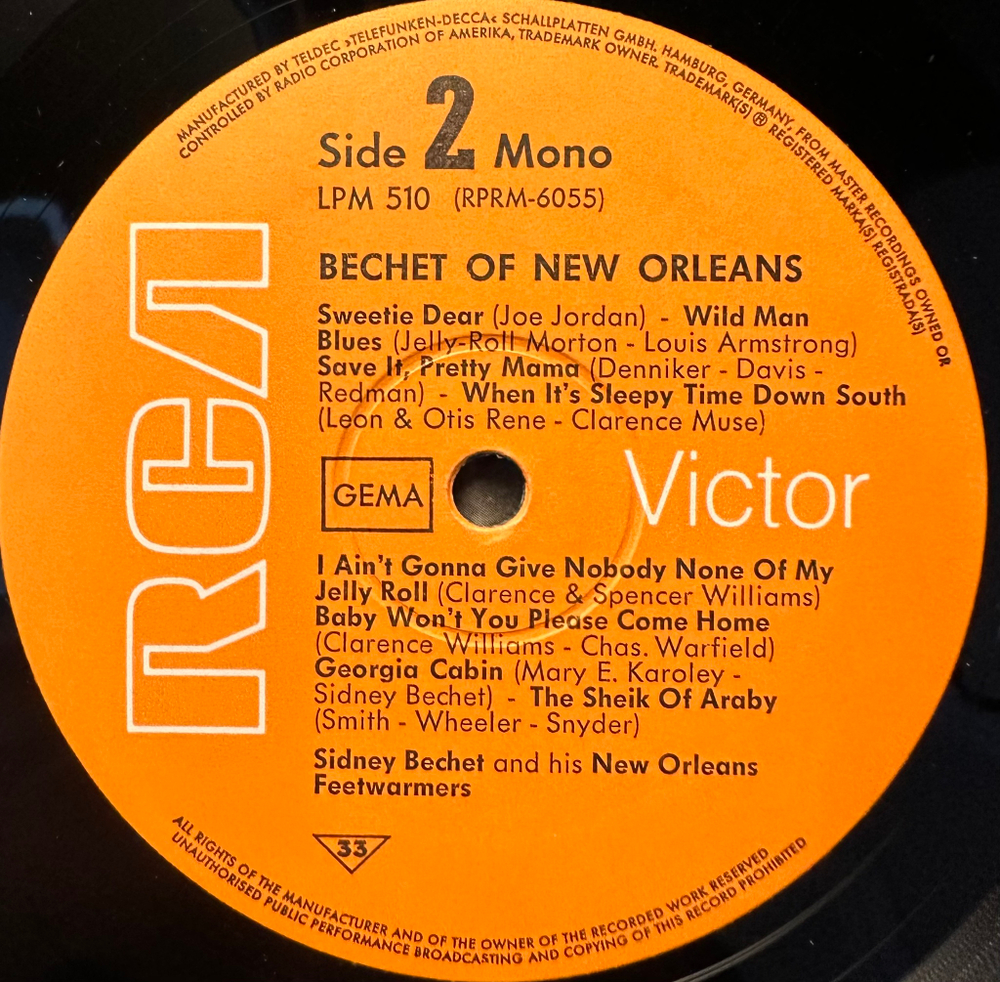 MANUFACTURED BY TELDEC »TELEFUNKEN-DECCA« SCHALLPLATTEN GMBH. HAMBURG, GERMANY, FROM MASTER RECORDINGS OWNED OR
CONTROLLED BY RADIO CORPORATION OF AMERIKA, TRADEMARK OWNER. TRADEMARK(S) ® REGISTERED MARKA(S) REGISTRADA(S)
Side 2 Mono
LPM 510 (RPRM-6055)
RCA
BECHET OF NEW ORLEANS
Sweetie Dear (Joe Jordan) - Wild Man
Blues (Jelly-Roll Morton - Louis Armstrong)
Save It, Pretty Mama (Denniker - Davis -
Redman) - When It's Sleepy Time Down South
(Leon & Otis Rene - Clarence Muse)
GEMA
Victor
I Ain't Gonna Give Nobody None Of My
Jelly Roll (Clarence & Spencer Williams)
Baby Won't You Please Come Home
(Clarence Williams - Chas. Warfield)
Georgia Cabin (Mary E. Karoley -
Sidney Bechet) - The Sheik Of Araby
(Smith - Wheeler - Snyder)
Sidney Bechet and his New Orleans
Feetwarmers
33
ALL RIGHTS OF THE MANUFACTURER AND OF THE OWNER OF THE RECORDED WORK RESERVED
UNAUTHORISED PUBLIC PERFORMANCE BROADCASTING AND COPYING OF THIS RECORD PROHIBITED